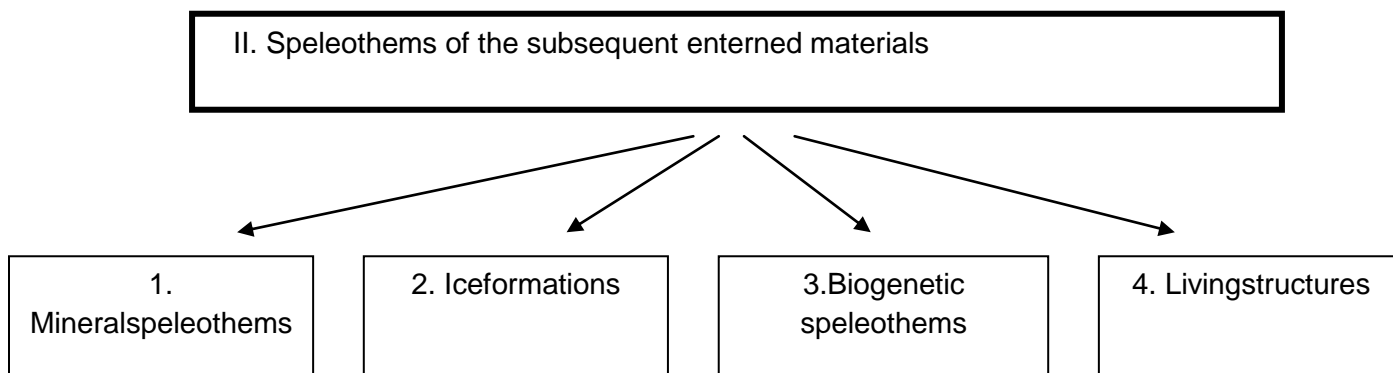 II. Speleothems of the subsequent enterned materials
1.
Mineralspeleothems
2. Iceformations
3.Biogenetic
speleothems
4. Livingstructures